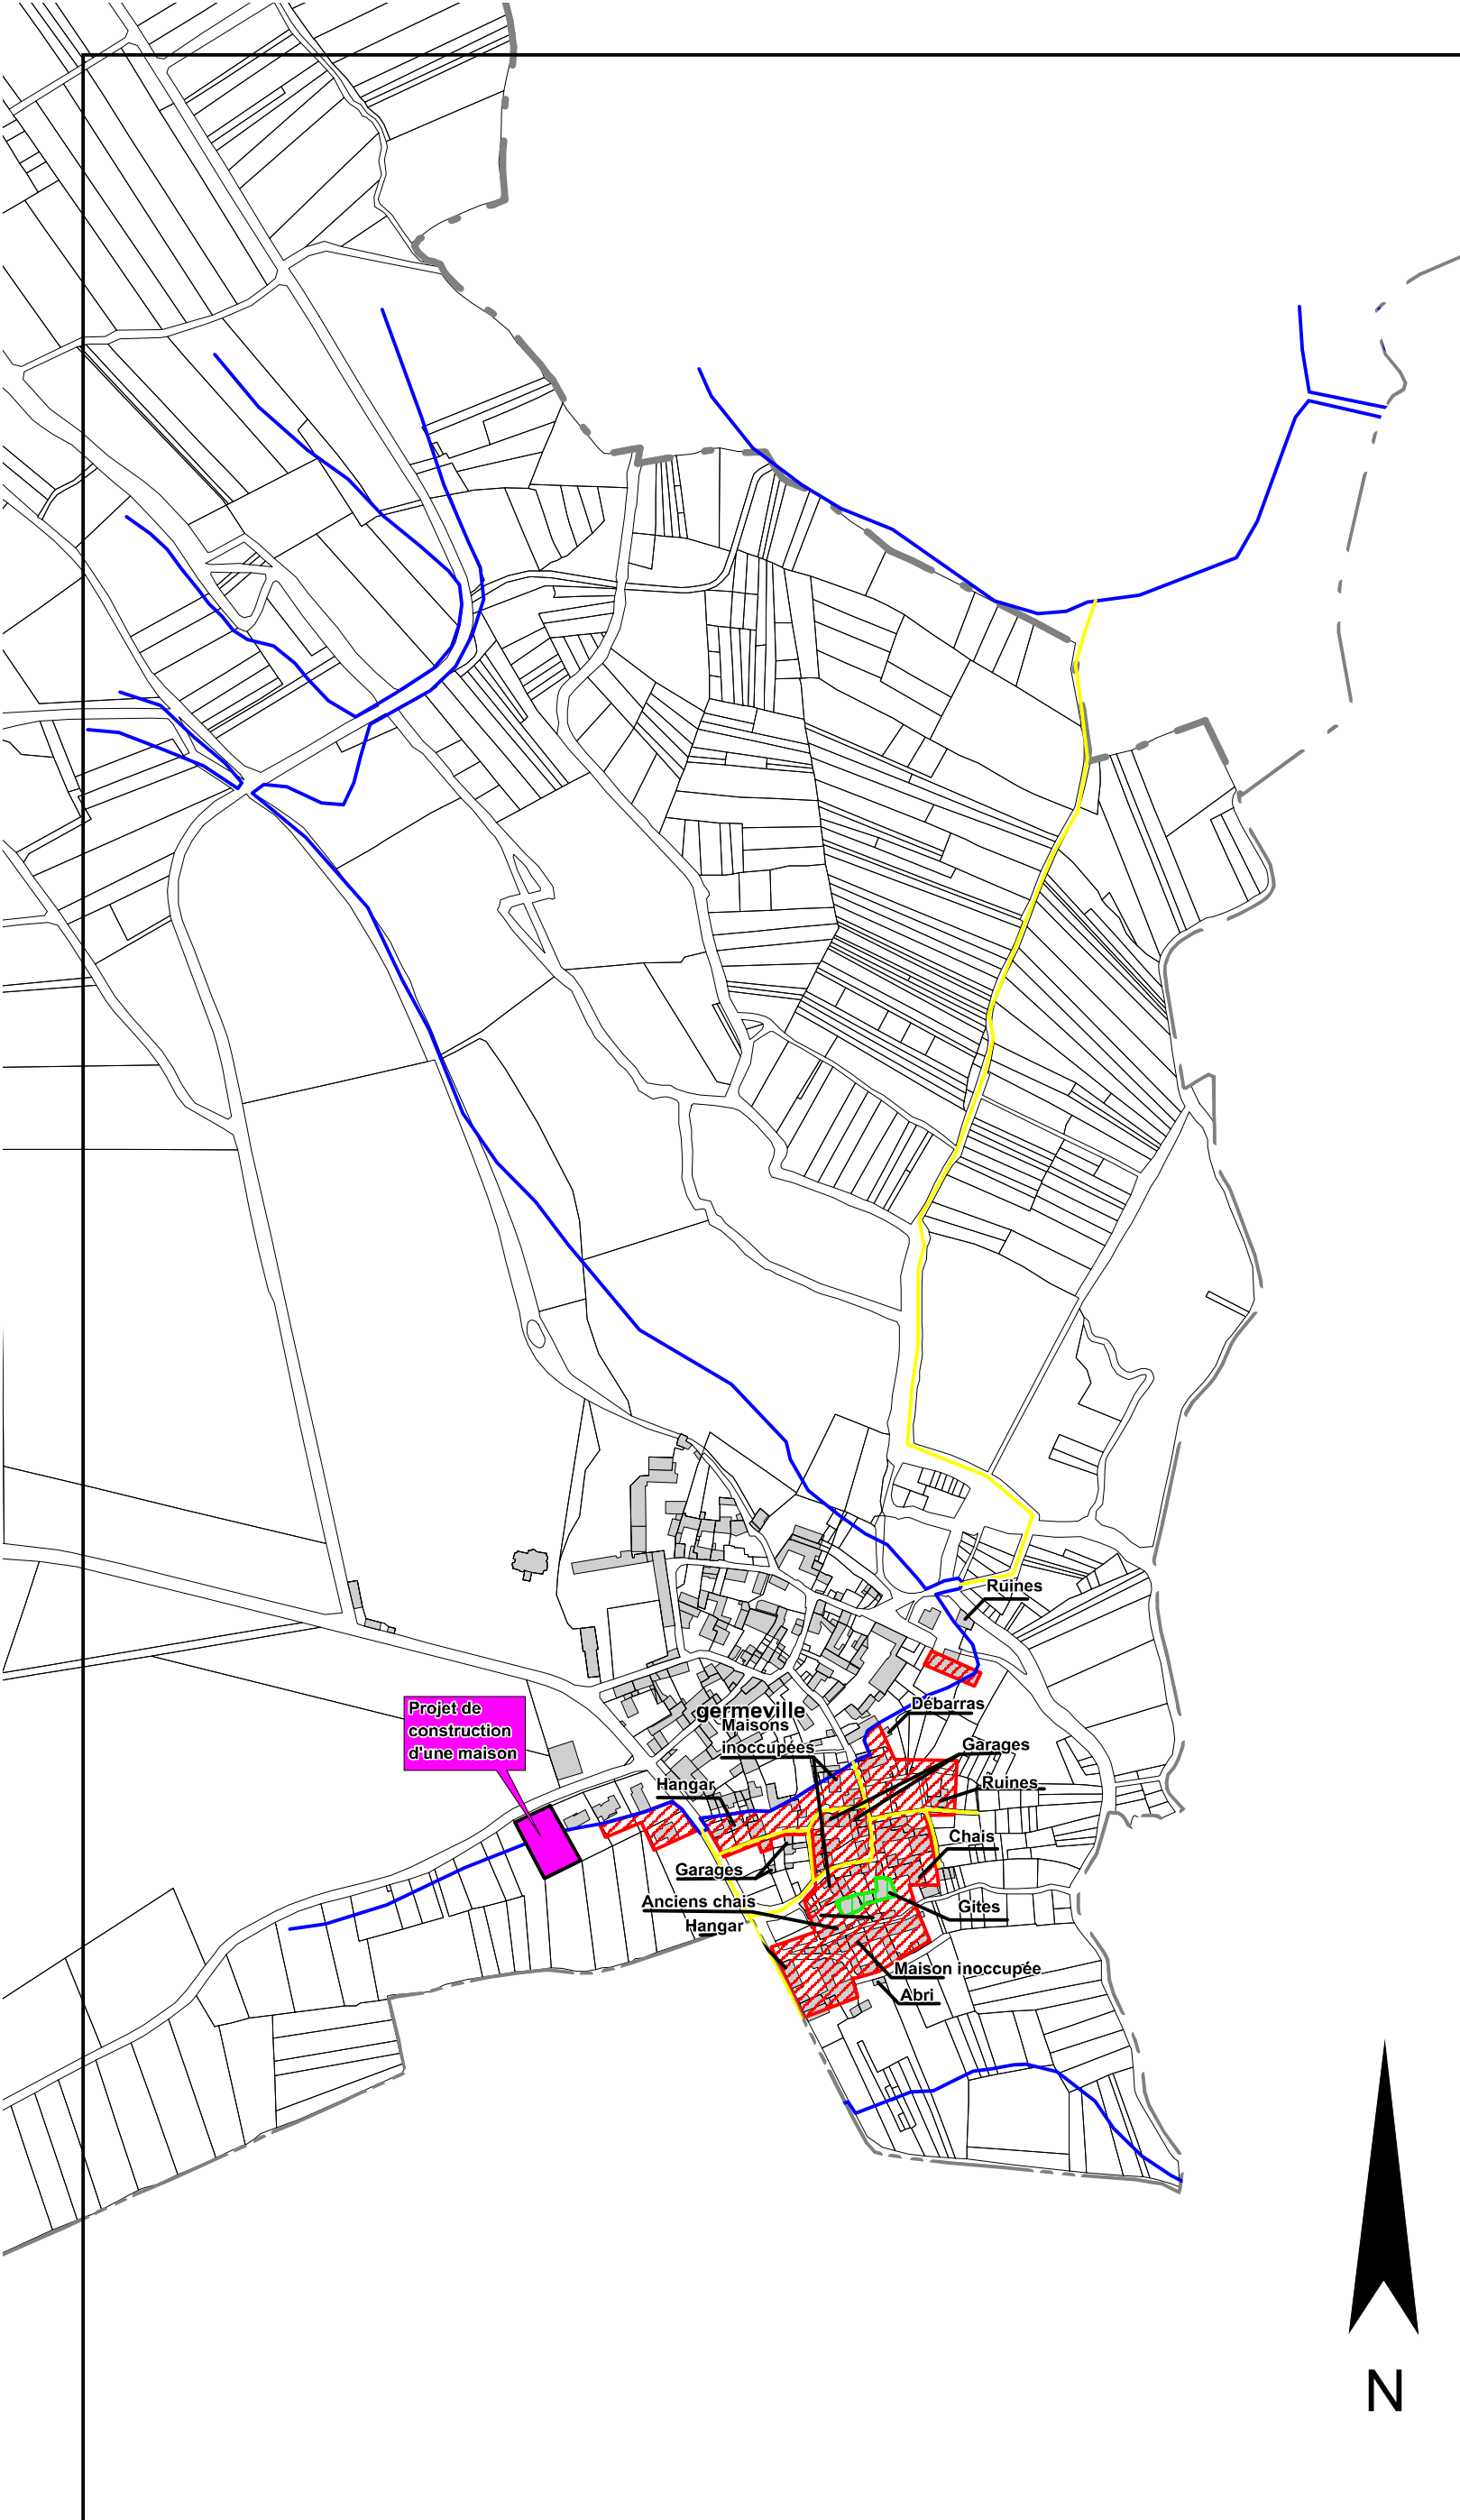 Ruines
Projet de
construction
d'une maison
germeville
Débarras
Maisons
inoccupées
Garages
Hangar
Ruines
Chais
Garages
Anciens chais
Gites
Hangar
Maison inoccupée
Abri
N